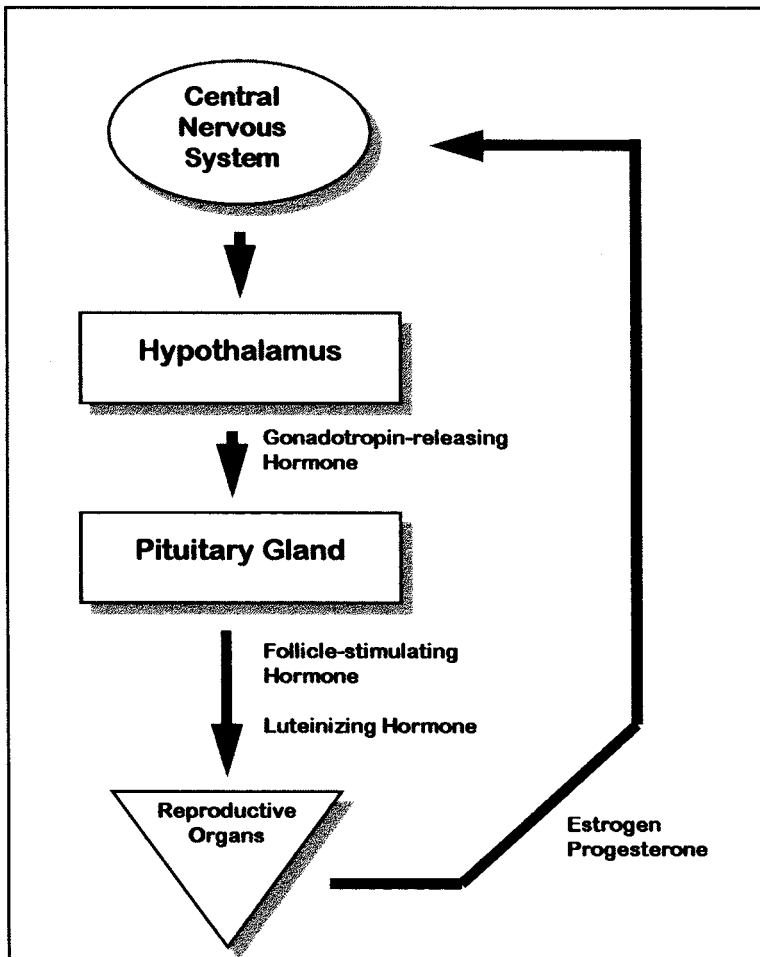 Central
Nervous
System
Hypothalamus
Gonadotropin-releasing
Hormone
Pituitary Gland
Follicle-stimulating
Hormone
Luteinizing Hormone
Reproductive
Organs
Estrogen
Progesterone